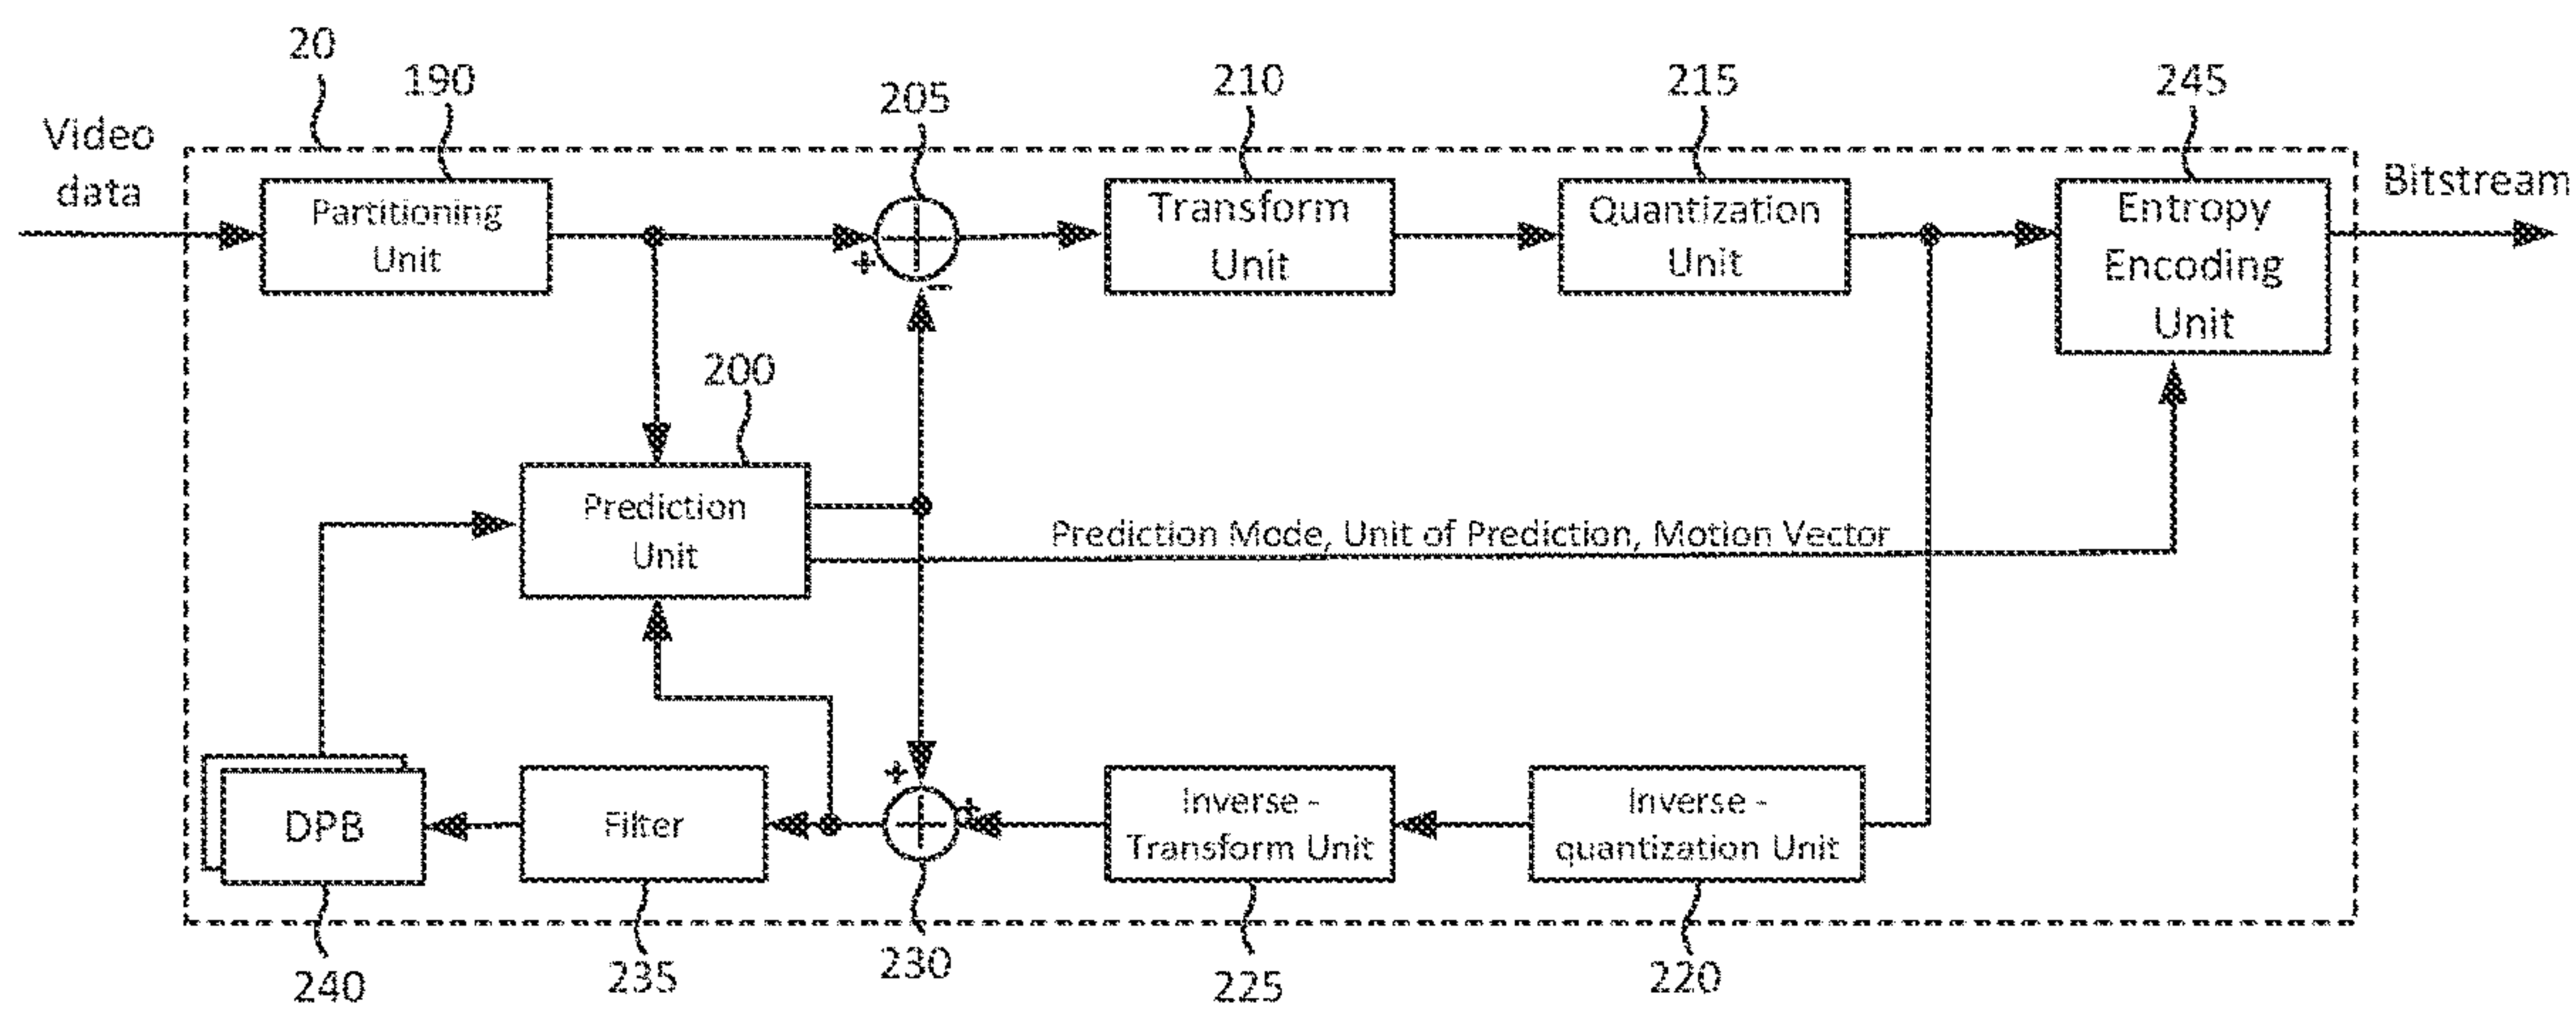 20
190
205
210
215
245
Video
data
Partitioning
Unit
Transform
Unit
Quantization
Unit
Entropy
Encoding
Unit
Bitstream
+
−
200
Prediction
Unit
Prediction Mode, Unit of Prediction, Motion Vector
+
+
DPB
Filter
Inverse -
Transform Unit
Inverse -
quantization Unit
240
235
230
225
220